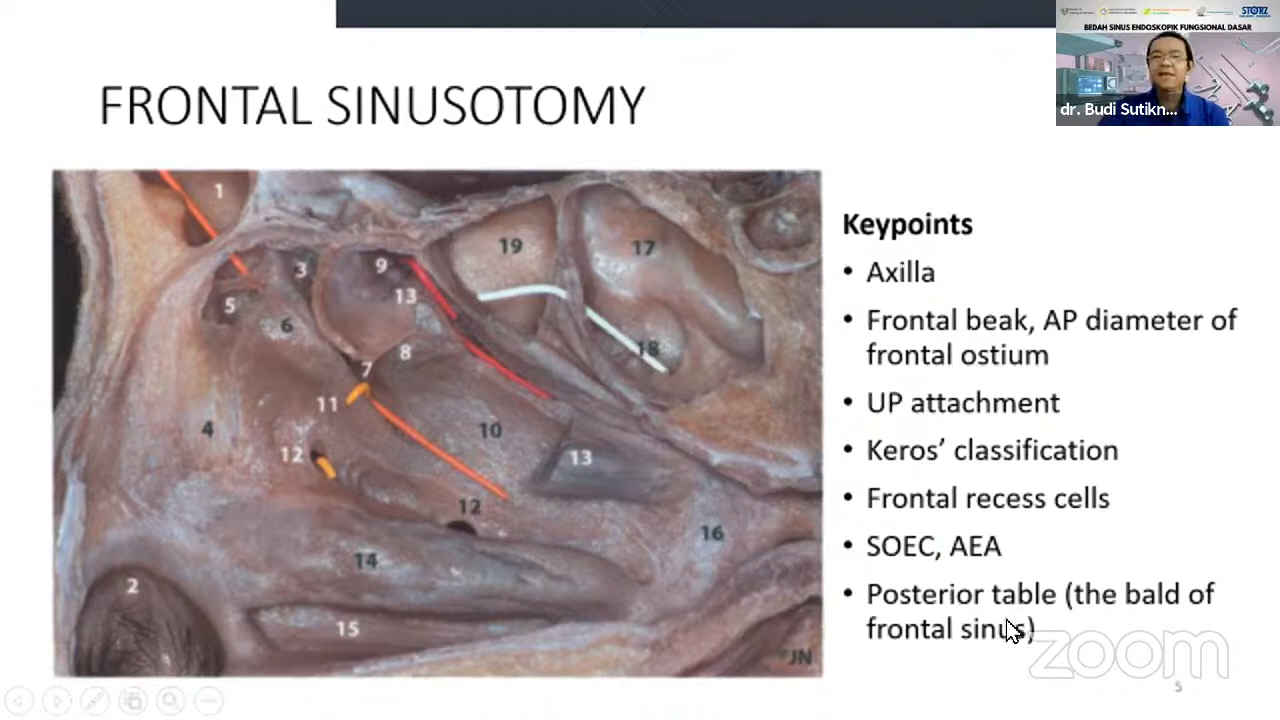 STORZ
BEDAH SINUS ENDOSKOPIK FUNGSIONAL DASAR
dr. Budi Sutikn...
FRONTAL SINUSOTOMY
1
19
17
9
3
13
5
6
18
8
7
11
4
10
12
13
12
16
14
2
15
JN
Keypoints
• Axilla
• Frontal beak, AP diameter of
frontal ostium
• UP attachment
• Keros’ classification
• Frontal recess cells
• SOEC, AEA
• Posterior table (the bald of
frontal sinus)
zoom
5